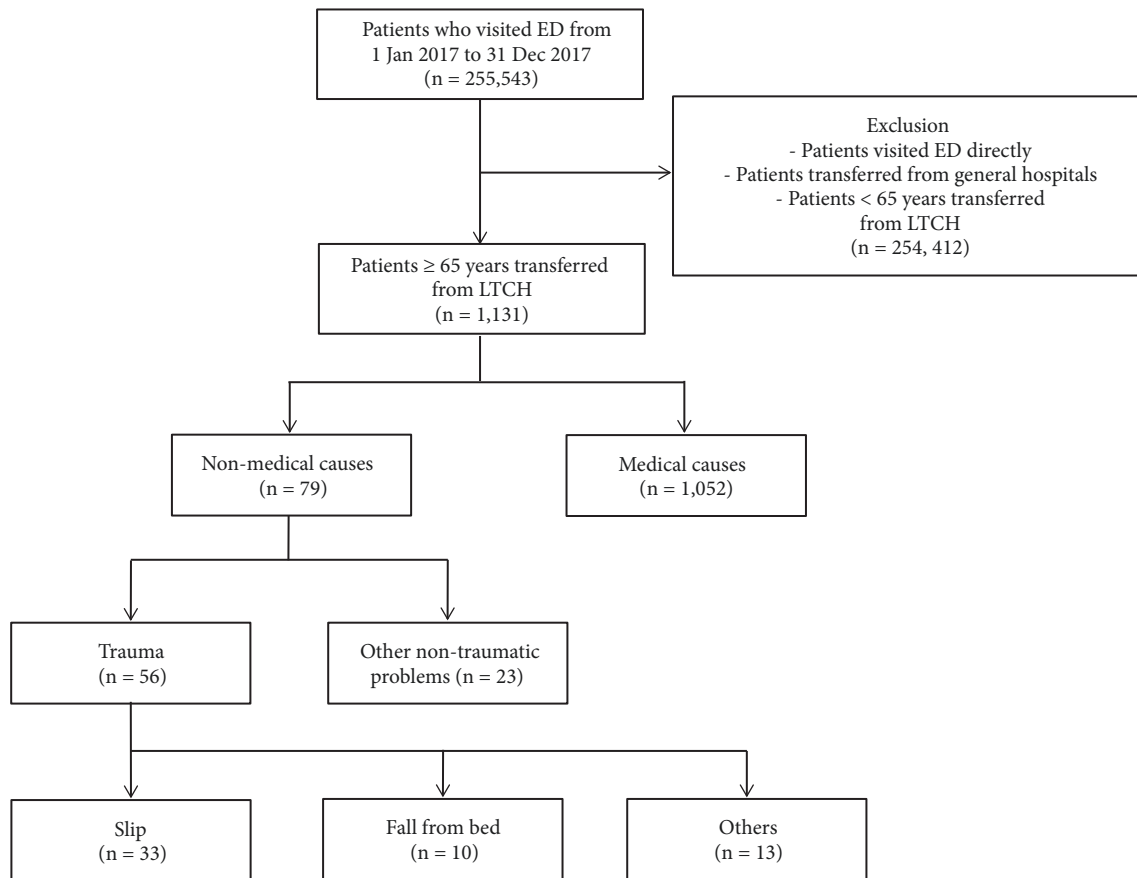 Patients who visited ED from
1 Jan 2017 to 31 Dec 2017
(n = 255,543)
Exclusion
- Patients visited ED directly
- Patients transferred from general hospitals
- Patients < 65 years transferred
from LTCH
(n = 254, 412)
Patients ≥ 65 years transferred
from LTCH
(n = 1,131)
Non-medical causes
(n = 79)
Medical causes
(n = 1,052)
Trauma
(n = 56)
Other non-traumatic
problems (n = 23)
Slip
(n = 33)
Fall from bed
(n = 10)
Others
(n = 13)